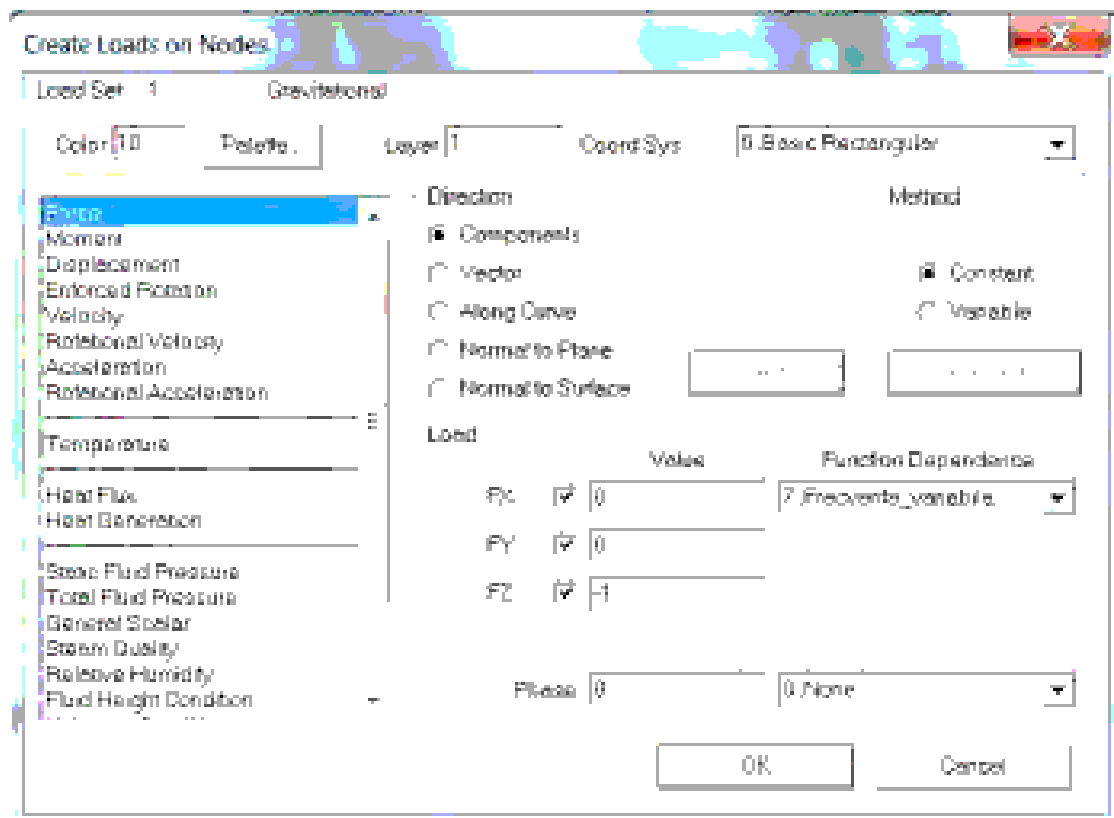 Create Loads on Nodes
Load Set 1 Gravitational
Color 10 Palette... Layer 1 Coord Sys 0..Basic Rectangular
Force
Moment
Displacement
Enforced Rotation
Velocity
Rotational Velocity
Acceleration
Rotational Acceleration
Temperature
Heat Flux
Heat Generation
Static Fluid Pressure
Total Fluid Pressure
General Scalar
Steam Quality
Relative Humidity
Fluid Height Condition
Direction
Components
Vector
Along Curve
Normal to Plane
Normal to Surface
Method
Constant
Variable
Load
Value Function Dependence
FX 0 7..Frecventa_variabila
FY 0
FZ -1
Phase 0 0..None
OK Cancel